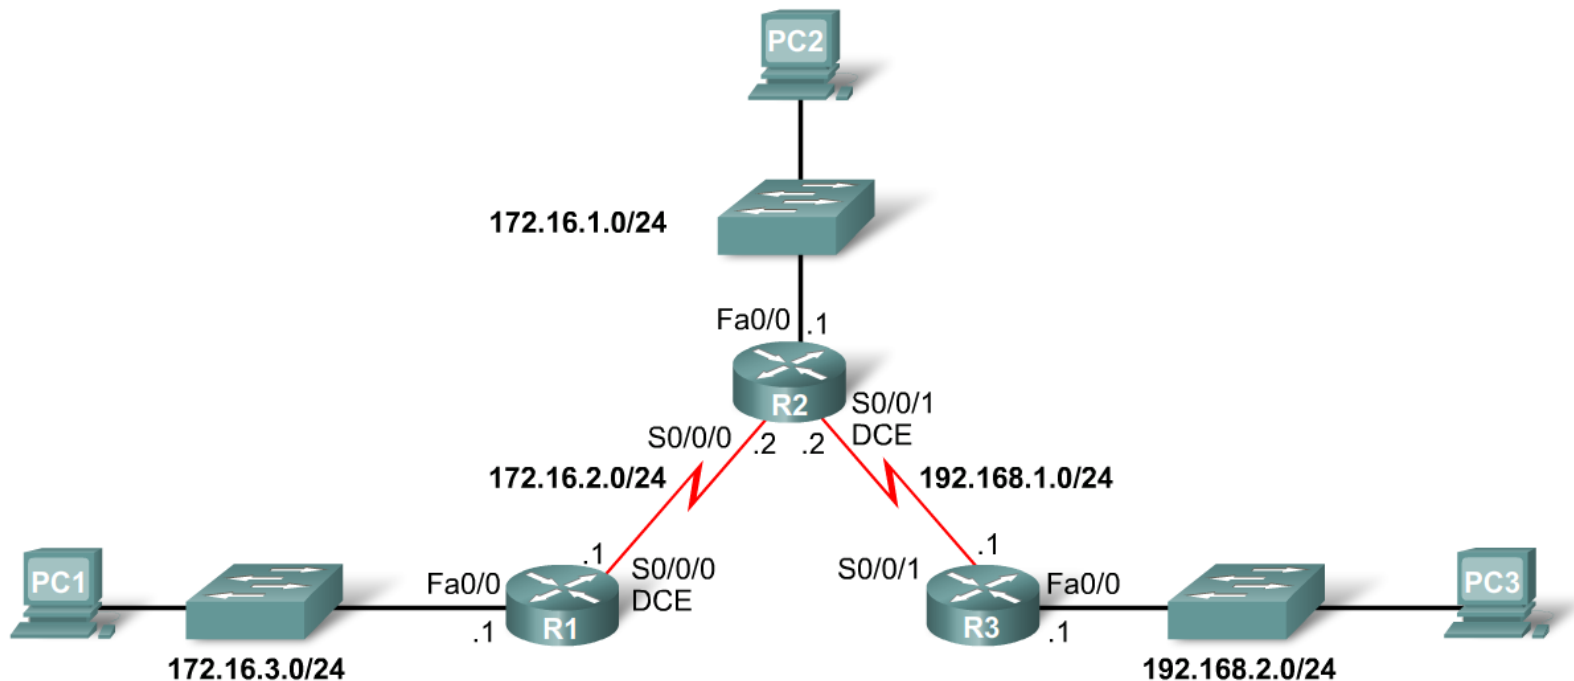 PC2
172.16.1.0/24
Fa0/0
.1
R2
S0/0/1
DCE
S0/0/0
.2
.2
172.16.2.0/24
192.168.1.0/24
.1
S0/0/0
DCE
Fa0/0
.1
R1
PC1
172.16.3.0/24
.1
S0/0/1
Fa0/0
.1
R3
PC3
192.168.2.0/24